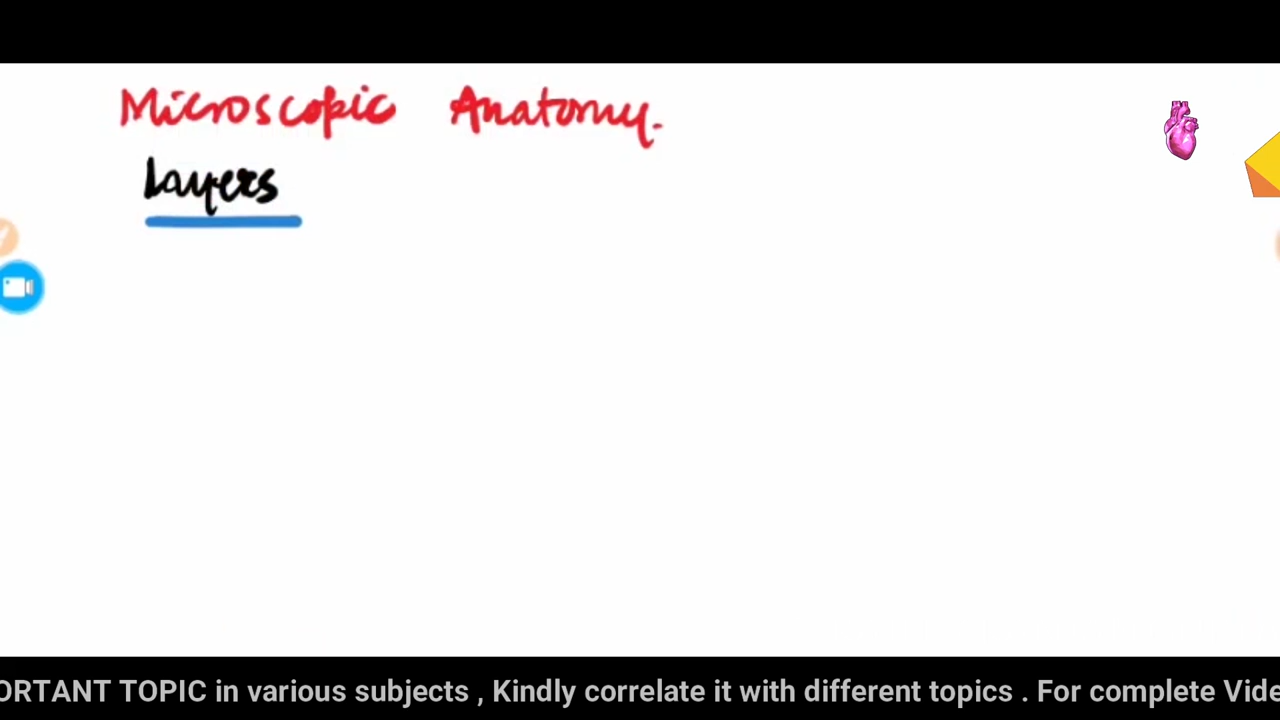 Microscopic Anatomy.
Layers
ORTANT TOPIC in various subjects , Kindly correlate it with different topics . For complete Vide